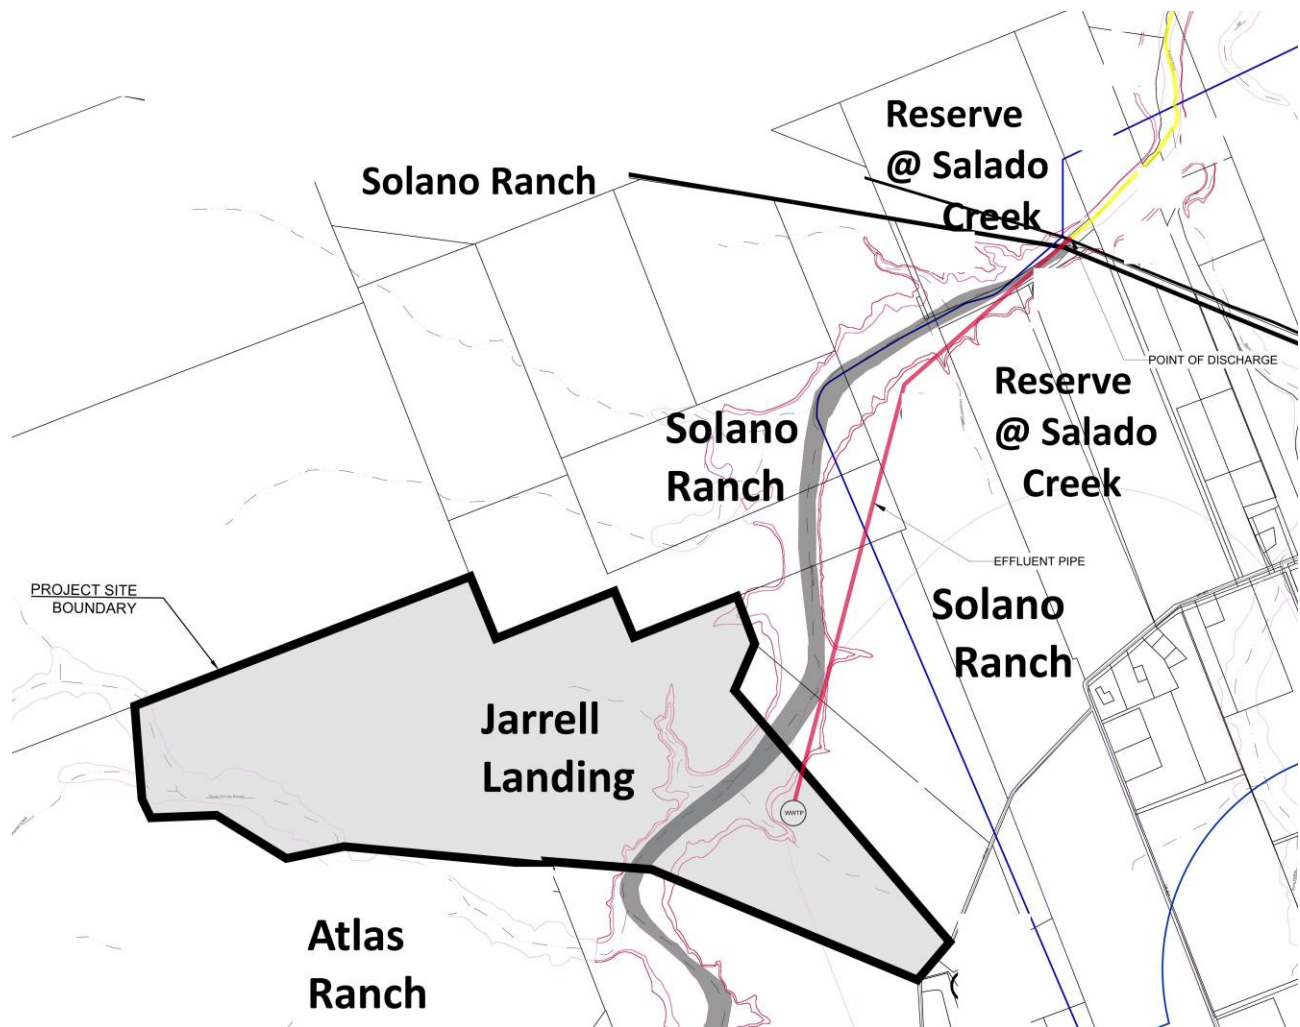 Reserve
@ Salado
Creek
Solano Ranch
POINT OF DISCHARGE
Reserve
@ Salado
Creek
Solano
Ranch
EFFLUENT PIPE
PROJECT SITE
BOUNDARY
Solano
Ranch
Jarrell
Landing
WWTP
Atlas
Ranch